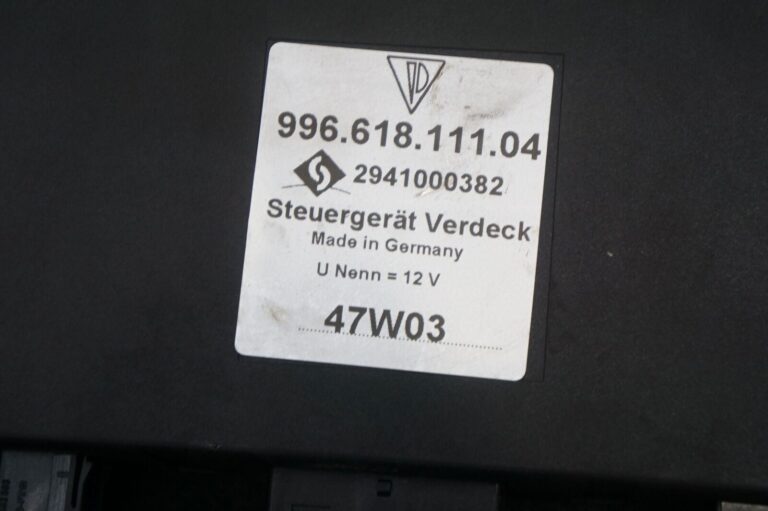 996.618.111.04
2941000382
Steuergerät Verdeck
Made in Germany
U Nenn = 12 V
47W03